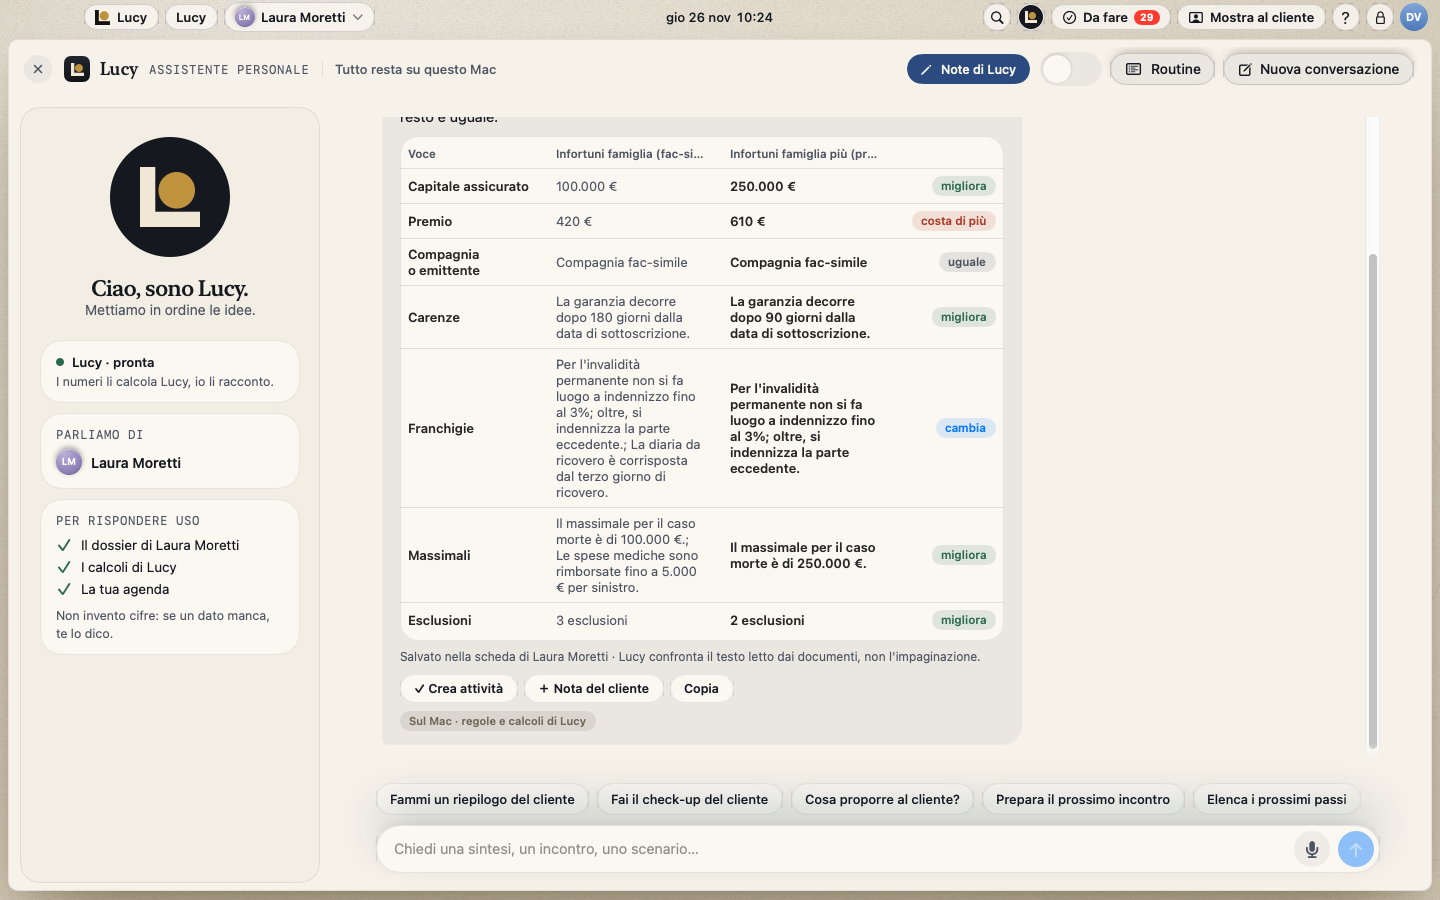 Lucy
Lucy
LM
Laura Moretti
gio 26 nov 10:24
Da fare 29
Mostra al cliente
?
DV
Lucy ASSISTENTE PERSONALE
Tutto resta su questo Mac
Note di Lucy
Routine
Nuova conversazione
Ciao, sono Lucy.
Mettiamo in ordine le idee.
Lucy · pronta
I numeri li calcola Lucy, io li racconto.
PARLIAMO DI
LM
Laura Moretti
PER RISPONDERE USO
Il dossier di Laura Moretti
I calcoli di Lucy
La tua agenda
Non invento cifre: se un dato manca,
te lo dico.
resto è uguale.
Voce
Infortuni famiglia (fac-si...
Infortuni famiglia più (pr...
Capitale assicurato
100.000 €
250.000 €
migliora
Premio
420 €
610 €
costa di più
Compagnia
o emittente
Compagnia fac-simile
Compagnia fac-simile
uguale
Carenze
La garanzia decorre
dopo 180 giorni dalla
data di sottoscrizione.
La garanzia decorre
dopo 90 giorni dalla
data di sottoscrizione.
migliora
Franchigie
Per l'invalidità
permanente non si fa
luogo a indennizzo fino
al 3%; oltre, si
indennizza la parte
eccedente.; La diaria da
ricovero è corrisposta
dal terzo giorno di
ricovero.
Per l'invalidità
permanente non si fa
luogo a indennizzo fino
al 3%; oltre, si
indennizza la parte
eccedente.
cambia
Massimali
Il massimale per il caso
morte è di 100.000 €.;
Le spese mediche sono
rimborsate fino a 5.000
€ per sinistro.
Il massimale per il caso
morte è di 250.000 €.
migliora
Esclusioni
3 esclusioni
2 esclusioni
migliora
Salvato nella scheda di Laura Moretti · Lucy confronta il testo letto dai documenti, non l'impaginazione.
Crea attività
Nota del cliente
Copia
Sul Mac · regole e calcoli di Lucy
Fammi un riepilogo del cliente
Fai il check-up del cliente
Cosa proporre al cliente?
Prepara il prossimo incontro
Elenca i prossimi passi
Chiedi una sintesi, un incontro, uno scenario...